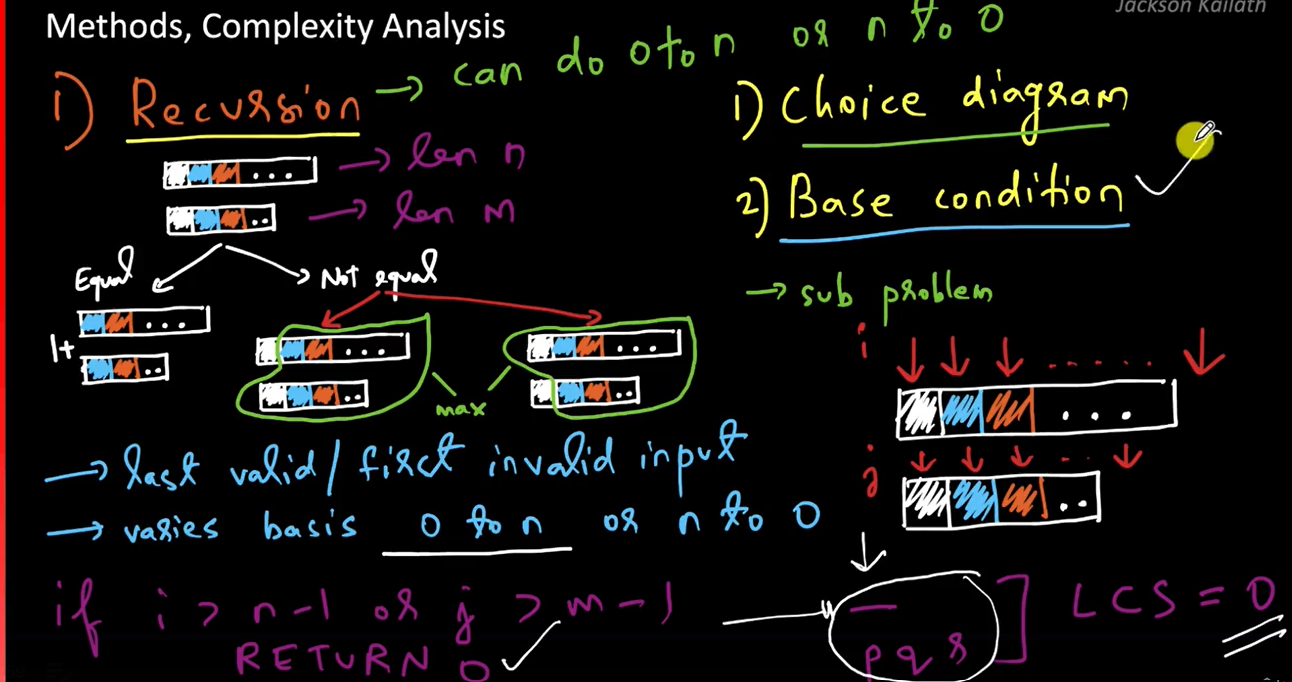 Methods, Complexity Analysis
Jackson Kailath
1) Recursion → can do 0 to n or n to 0
→ len n
→ len m
Equal
Not equal
1+
max
→ last valid/first invalid input
→ varies basis 0 to n or n to 0
if i > n-1 or j > m-1
RETURN 0
1) Choice diagram
2) Base condition
→ sub problem
i
j
— 
pqs
LCS = 0